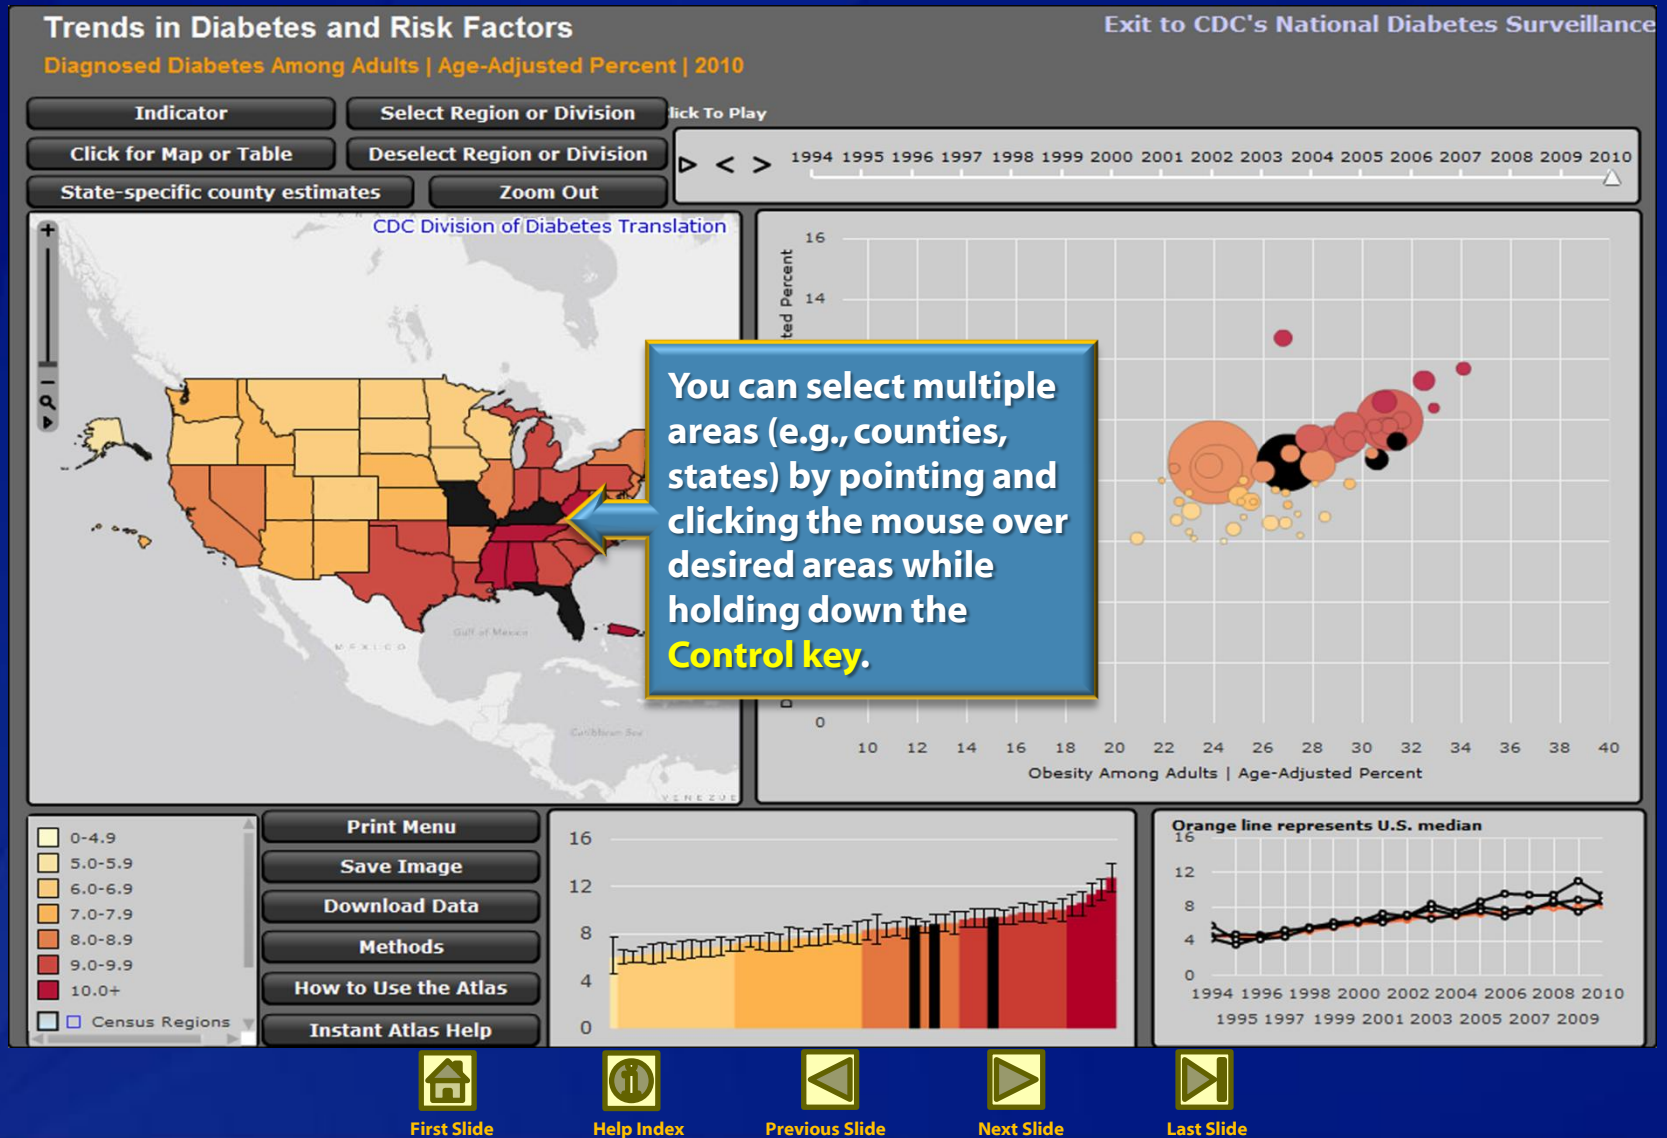 Trends in Diabetes and Risk Factors
Exit to CDC's National Diabetes Surveillance
Diagnosed Diabetes Among Adults | Age-Adjusted Percent | 2010
Indicator
Select Region or Division
lick To Play
Click for Map or Table
Deselect Region or Division
1994 1995 1996 1997 1998 1999 2000 2001 2002 2003 2004 2005 2006 2007 2008 2009 2010
State-specific county estimates
Zoom Out
CDC Division of Diabetes Translation
Gulf of Mexico
MEXICO
Caribbean Sea
VENEZUE
You can select multiple
areas (e.g., counties,
states) by pointing and
clicking the mouse over
desired areas while
holding down the
Control key.
16
14
ted Percent
D
0
10 12 14 16 18 20 22 24 26 28 30 32 34 36 38 40
Obesity Among Adults | Age-Adjusted Percent
0-4.9
5.0-5.9
6.0-6.9
7.0-7.9
8.0-8.9
9.0-9.9
10.0+
Census Regions
Print Menu
Save Image
Download Data
Methods
How to Use the Atlas
Instant Atlas Help
16
12
8
4
0
Orange line represents U.S. median
16
12
8
4
0
1994 1996 1998 2000 2002 2004 2006 2008 2010
1995 1997 1999 2001 2003 2005 2007 2009
First Slide
Help Index
Previous Slide
Next Slide
Last Slide